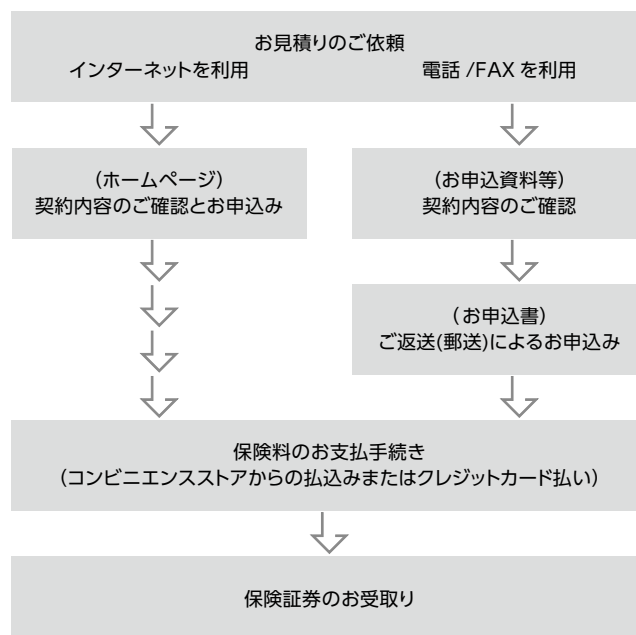 お見積りのご依頼
インターネットを利用
電話 /FAX を利用
(ホームページ)
契約内容のご確認とお申込み
(お申込資料等)
契約内容のご確認
(お申込書)
ご返送(郵送)によるお申込み
保険料のお支払手続き
(コンビニエンスストアからの払込みまたはクレジットカード払い)
保険証券のお受取り